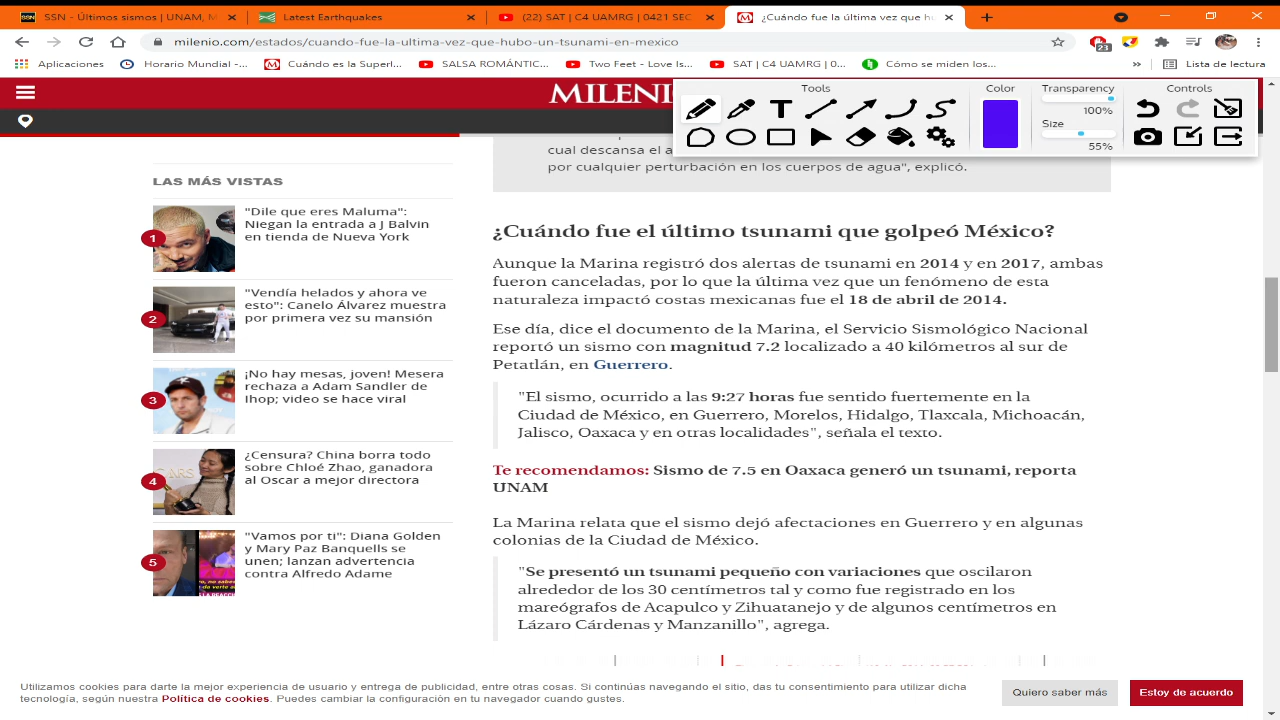 SSN - Últimos sismos | UNAM, M
Latest Earthquakes
(22) SAT | C4 UAMRG | 0421 SEC
¿Cuándo fue la última vez que hu
milenio.com/estados/cuando-fue-la-ultima-vez-que-hubo-un-tsunami-en-mexico
23
Aplicaciones
Horario Mundial -...
Cuándo es la Superl...
SALSA ROMÁNTIC...
Two Feet - Love Is...
SAT | C4 UAMRG | 0...
Cómo se miden los...
»
Lista de lectura
MILENIO
Tools
Color
Transparency
100%
Size
55%
Controls
cual descansa el a
por cualquier perturbación en los cuerpos de agua", explicó.
LAS MÁS VISTAS
1
"Dile que eres Maluma":
Niegan la entrada a J Balvin
en tienda de Nueva York
2
"Vendía helados y ahora ve
esto": Canelo Álvarez muestra
por primera vez su mansión
3
¡No hay mesas, joven! Mesera
rechaza a Adam Sandler de
Ihop; video se hace viral
4
¿Censura? China borra todo
sobre Chloé Zhao, ganadora
al Oscar a mejor directora
5
"Vamos por ti": Diana Golden
y Mary Paz Banquells se
unen; lanzan advertencia
contra Alfredo Adame
¿Cuándo fue el último tsunami que golpeó México?
Aunque la Marina registró dos alertas de tsunami en 2014 y en 2017, ambas
fueron canceladas, por lo que la última vez que un fenómeno de esta
naturaleza impactó costas mexicanas fue el 18 de abril de 2014.
Ese día, dice el documento de la Marina, el Servicio Sismológico Nacional
reportó un sismo con magnitud 7.2 localizado a 40 kilómetros al sur de
Petatlán, en Guerrero.
"El sismo, ocurrido a las 9:27 horas fue sentido fuertemente en la
Ciudad de México, en Guerrero, Morelos, Hidalgo, Tlaxcala, Michoacán,
Jalisco, Oaxaca y en otras localidades", señala el texto.
Te recomendamos: Sismo de 7.5 en Oaxaca generó un tsunami, reporta
UNAM
La Marina relata que el sismo dejó afectaciones en Guerrero y en algunas
colonias de la Ciudad de México.
"Se presentó un tsunami pequeño con variaciones que oscilaron
alrededor de los 30 centímetros tal y como fue registrado en los
mareógrafos de Acapulco y Zihuatanejo y de algunos centímetros en
Lázaro Cárdenas y Manzanillo", agrega.
Utilizamos cookies para darte la mejor experiencia de usuario y entrega de publicidad, entre otras cosas. Si continúas navegando el sitio, das tu consentimiento para utilizar dicha
tecnología, según nuestra Política de cookies. Puedes cambiar la configuración en tu navegador cuando gustes.
Quiero saber más
Estoy de acuerdo